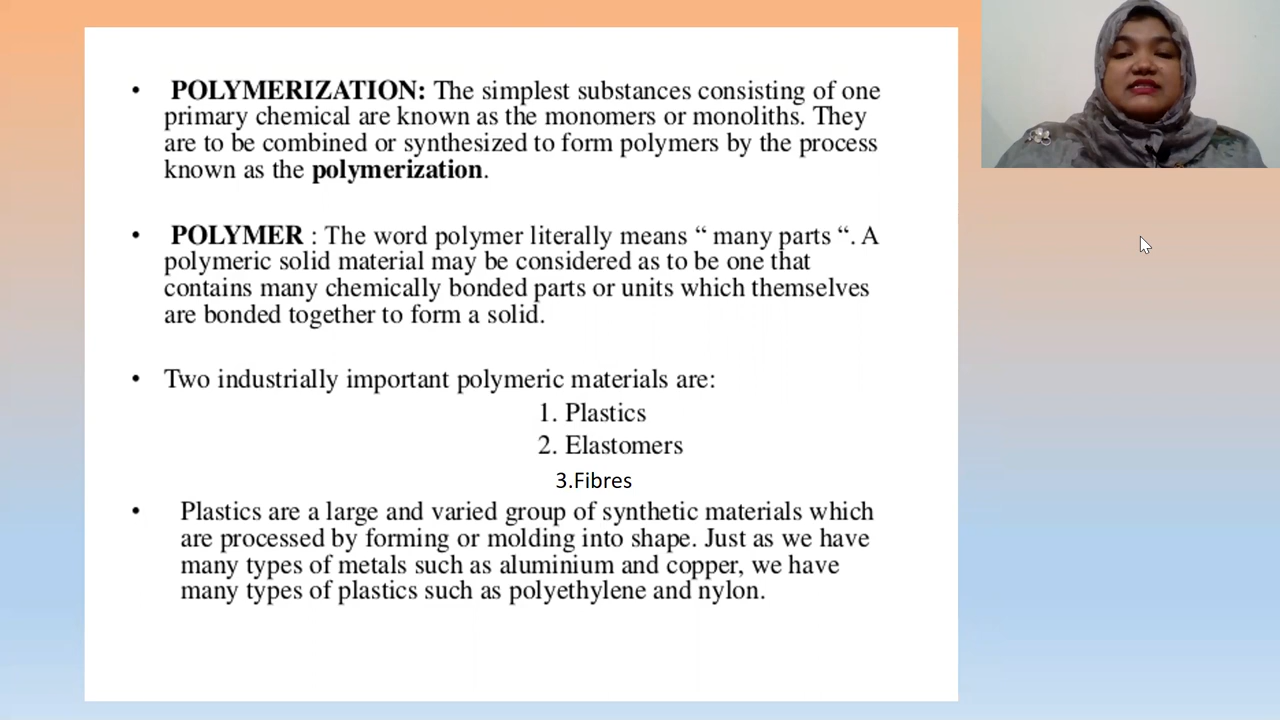 • POLYMERIZATION: The simplest substances consisting of one
primary chemical are known as the monomers or monoliths. They
are to be combined or synthesized to form polymers by the process
known as the polymerization.
• POLYMER : The word polymer literally means “ many parts “. A
polymeric solid material may be considered as to be one that
contains many chemically bonded parts or units which themselves
are bonded together to form a solid.
• Two industrially important polymeric materials are:
1. Plastics
2. Elastomers
3.Fibres
• Plastics are a large and varied group of synthetic materials which
are processed by forming or molding into shape. Just as we have
many types of metals such as aluminium and copper, we have
many types of plastics such as polyethylene and nylon.